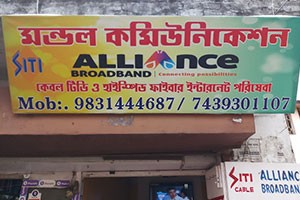 মন্ডল কমিউনিকেশন
SITI ALLIANCE
BROADBAND Connecting possibilities
কেবল টিভি ও হাইস্পিড ফাইবার ইন্টারনেট পরিষেবা
Mob:. 9831444687/ 7439301107
SITI ALLIANC
CABLE BROADBAN
SITI